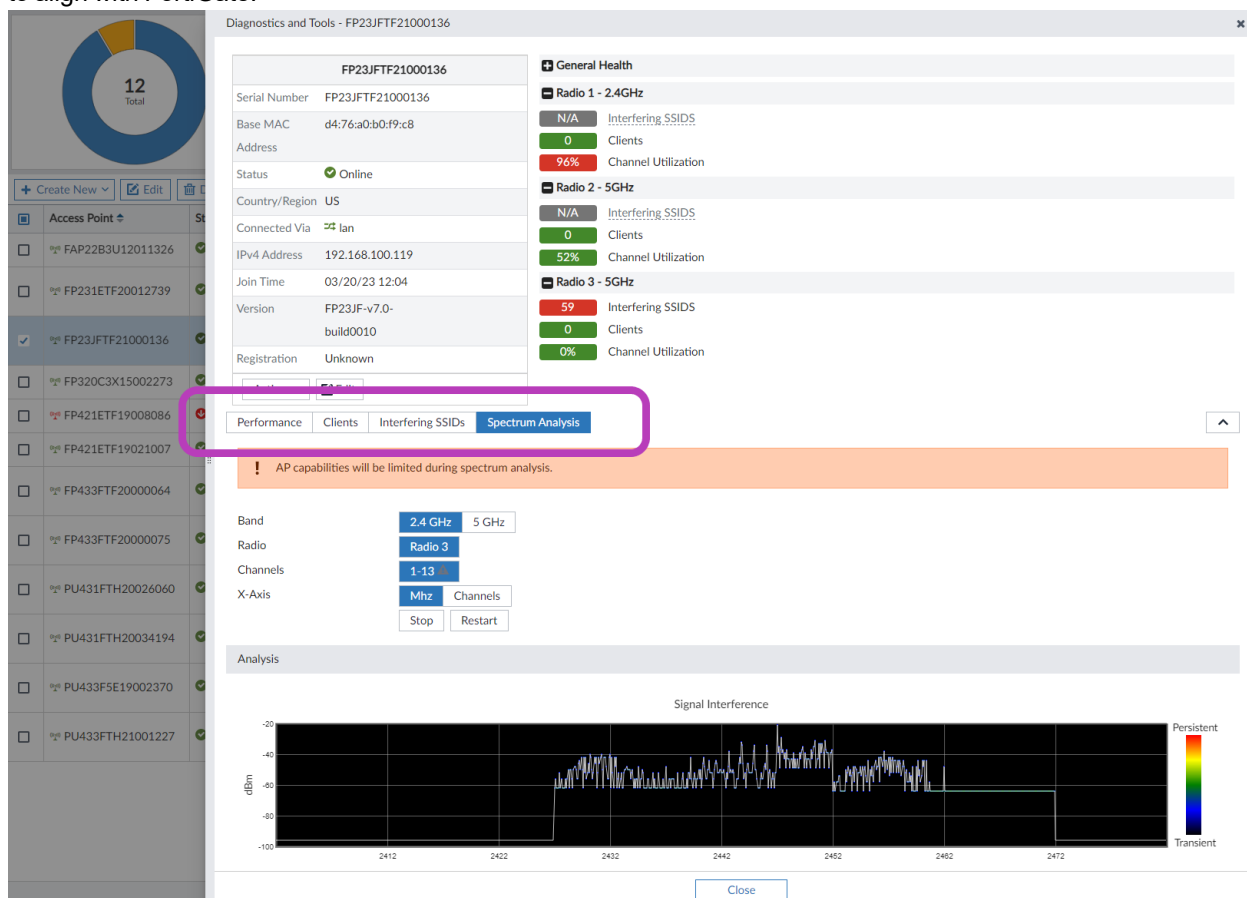 Diagnostics and Tools - FP23JFTF21000136
12
Total
Create New
Edit
Access Point
FAP22B3U12011326
FP231ETF20012739
FP23JFTF21000136
FP320C3X15002273
FP421ETF19008086
FP421ETF19021007
FP433FTF20000064
FP433FTF20000075
PU431FTH20026060
PU431FTH20034194
PU433F5E19002370
PU433FTH21001227
FP23JFTF21000136
Serial Number FP23JFTF21000136
Base MAC Address d4:76:a0:b0:f9:c8
Status Online
Country/Region US
Connected Via lan
IPv4 Address 192.168.100.119
Join Time 03/20/23 12:04
Version FP23JF-v7.0-
build0010
Registration Unknown
General Health
Radio 1 - 2.4GHz
N/A Interfering SSIDS
0 Clients
96% Channel Utilization
Radio 2 - 5GHz
N/A Interfering SSIDS
0 Clients
52% Channel Utilization
Radio 3 - 5GHz
59 Interfering SSIDS
0 Clients
0% Channel Utilization
Performance Clients Interfering SSIDs Spectrum Analysis
! AP capabilities will be limited during spectrum analysis.
Band 2.4 GHz 5 GHz
Radio Radio 3
Channels 1-13
X-Axis Mhz Channels
Stop Restart
Analysis
Signal Interference
dBm
-20
-40
-60
-80
-100
2412 2422 2432 2442 2452 2462 2472
Persistent
Transient
Close